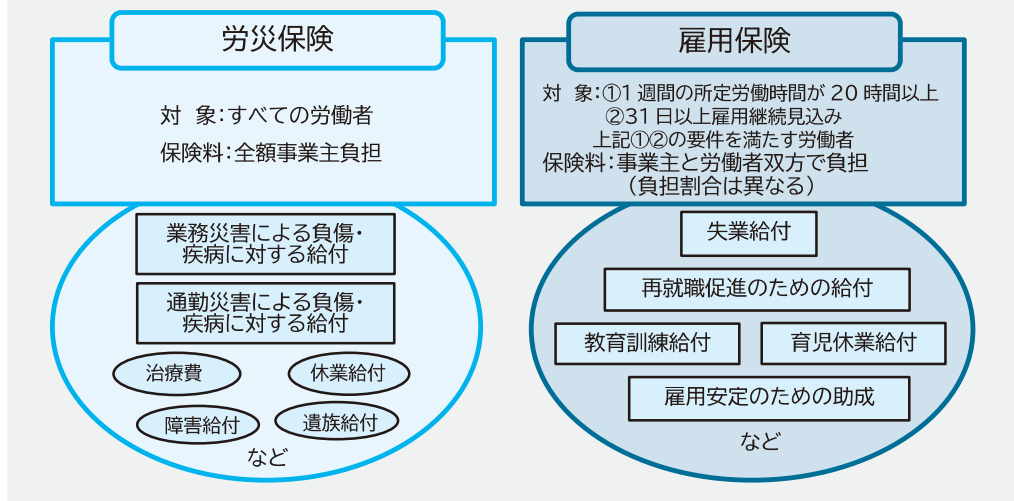 労災保険
対 象：すべての労働者
保険料：全額事業主負担
業務災害による負傷・
疾病に対する給付
通勤災害による負傷・
疾病に対する給付
治療費
休業給付
障害給付
遺族給付
など
雇用保険
対 象：①1週間の所定労働時間が20時間以上
②31日以上雇用継続見込み
上記①②の要件を満たす労働者
保険料：事業主と労働者双方で負担
（負担割合は異なる）
失業給付
再就職促進のための給付
教育訓練給付
育児休業給付
雇用安定のための助成
など